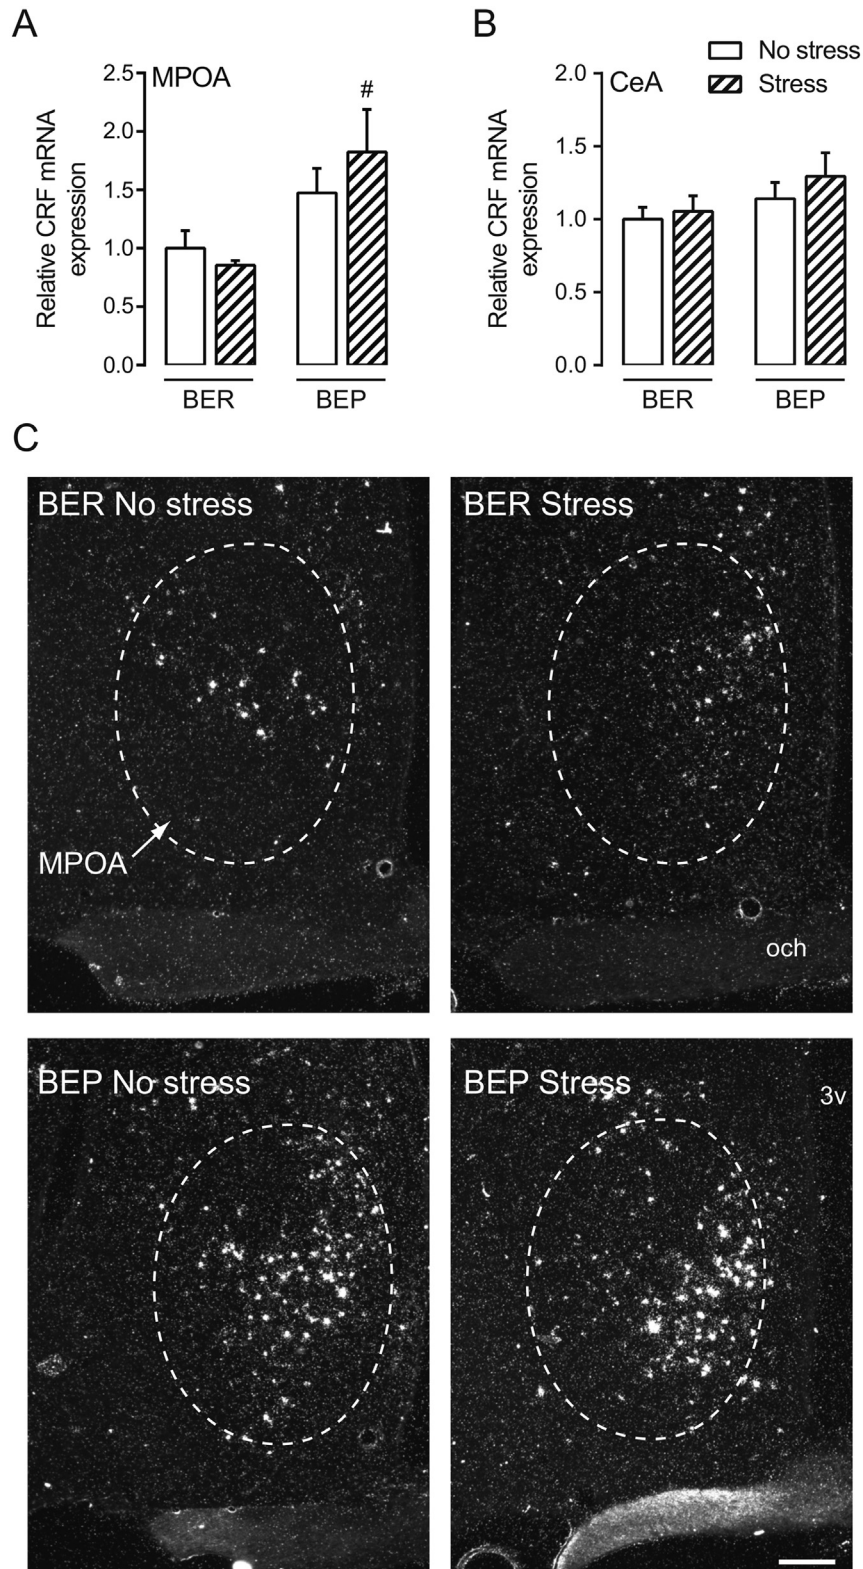 A
MPOA
#
2.5
2.0
1.5
1.0
0.5
0.0
Relative CRF mRNA
expression
BER
BEP
B
No stress
Stress
CeA
2.0
1.5
1.0
0.5
0.0
Relative CRF mRNA
expression
BER
BEP
C
BER No stress
MPOA
BER Stress
och
BEP No stress
BEP Stress
3v